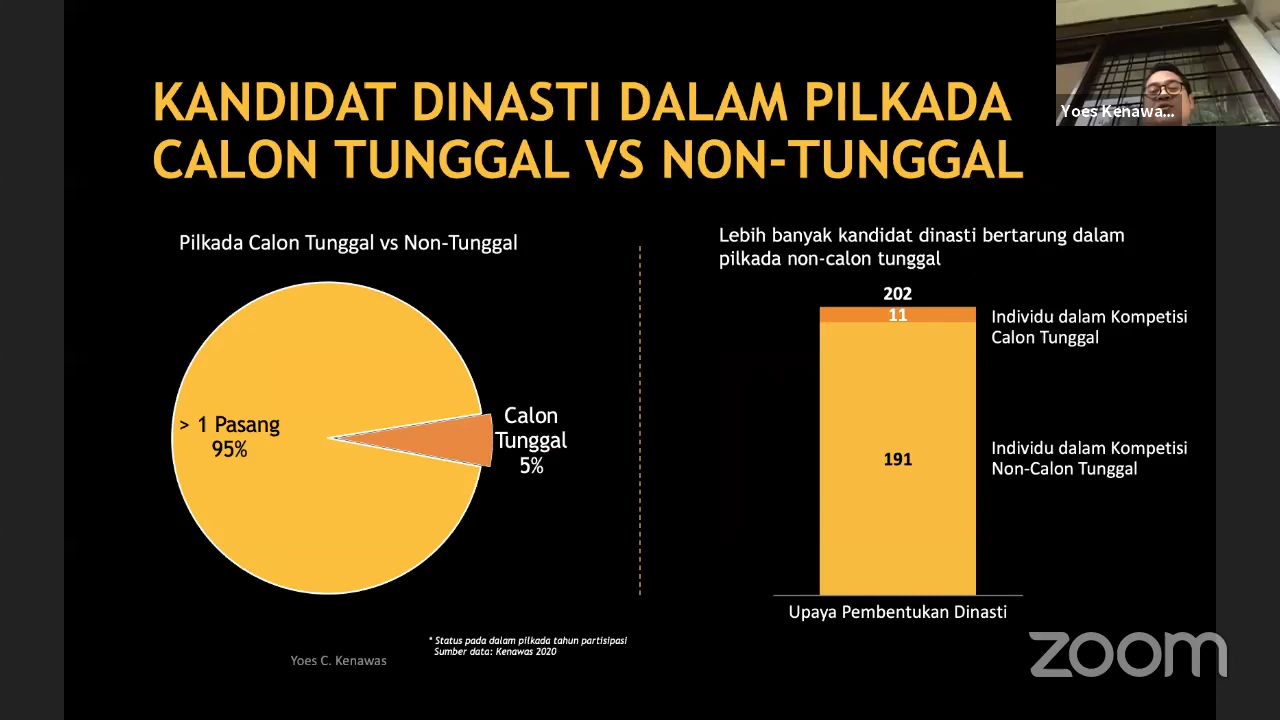 KANDIDAT DINASTI DALAM PILKADA
CALON TUNGGAL VS NON-TUNGGAL
Yoes Kenawa...
Pilkada Calon Tunggal vs Non-Tunggal
> 1 Pasang
95%
Calon
Tunggal
5%
Lebih banyak kandidat dinasti bertarung dalam
pilkada non-calon tunggal
202
11
Individu dalam Kompetisi
Calon Tunggal
191
Individu dalam Kompetisi
Non-Calon Tunggal
Upaya Pembentukan Dinasti
* Status pada dalam pilkada tahun partisipasi
Sumber data: Kenawas 2020
Yoes C. Kenawas
zoom